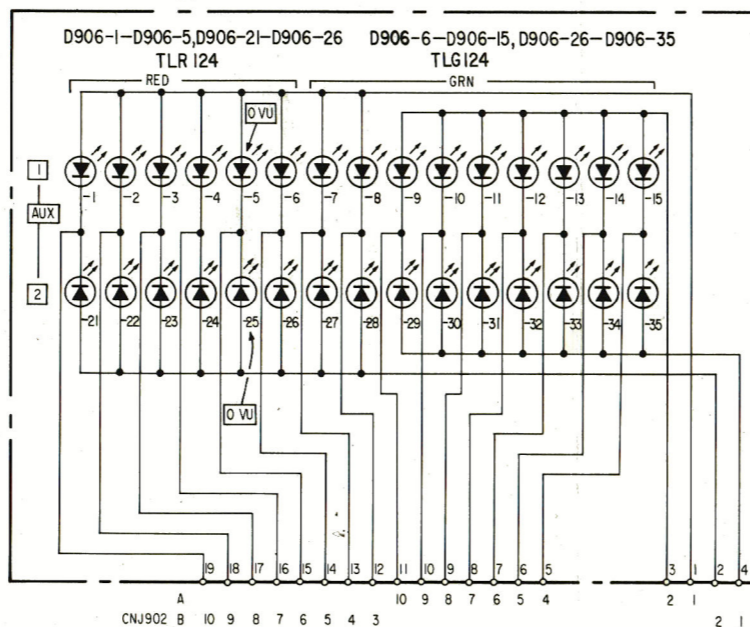 D906-1—D906-5,D906-21—D906-26 D906-6—D906-15,D906-26—D906-35
TLR 124 TLG124
RED GRN
0 VU
1
-1 -2 -3 -4 -5 -6 -7 -8 -9 -10 -11 -12 -13 -14 -15
AUX
2
-21 -22 -23 -24 -25 -26 -27 -28 -29 -30 -31 -32 -33 -34 -35
0 VU
19 18 17 16 15 14 13 12 11 10 9 8 7 6 5 3 1 2 4
A 10 9 8 7 6 5 4 2 1
CNJ902 B 10 9 8 7 6 5 4 3 2 1